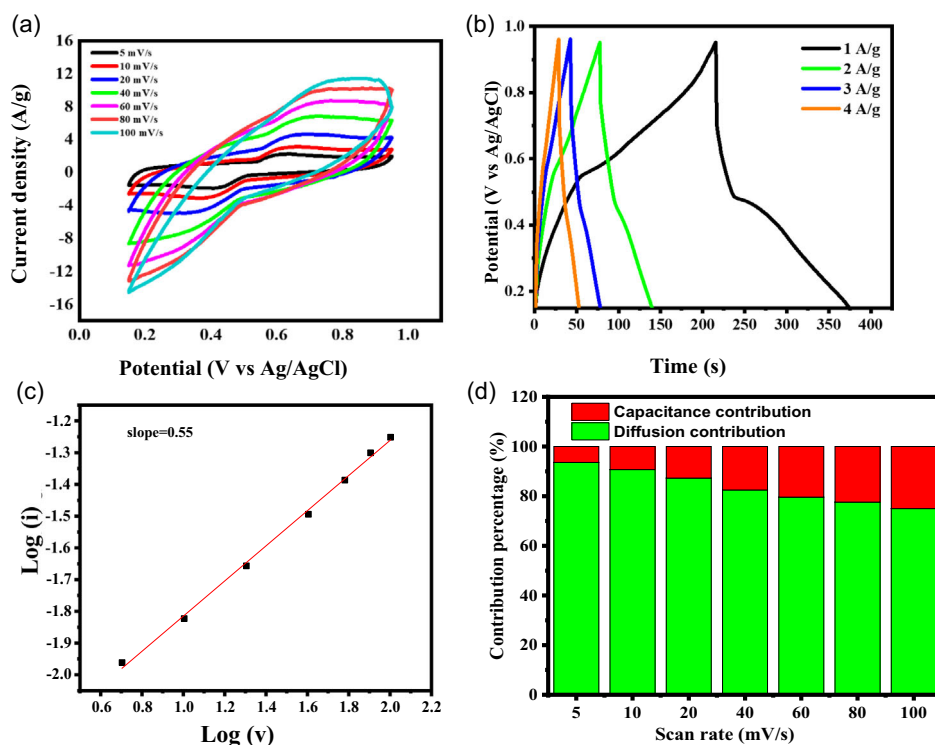 (a)
16
12
8
4
0
-4
-8
-12
-16
Current density (A/g)
5 mV/s
10 mV/s
20 mV/s
40 mV/s
60 mV/s
80 mV/s
100 mV/s
0.0 0.2 0.4 0.6 0.8 1.0
Potential (V vs Ag/AgCl)
(b)
1.0
0.8
0.6
0.4
0.2
Potential (V vs Ag/AgCl)
1 A/g
2 A/g
3 A/g
4 A/g
0 50 100 150 200 250 300 350 400
Time (s)
(c)
-1.2
-1.3
-1.4
-1.5
-1.6
-1.7
-1.8
-1.9
-2.0
Log (i)
slope=0.55
0.6 0.8 1.0 1.2 1.4 1.6 1.8 2.0 2.2
Log (v)
(d)
120
100
80
60
40
20
0
Contribution percentage (%)
Capacitance contribution
Diffusion contribution
5 10 20 40 60 80 100
Scan rate (mV/s)